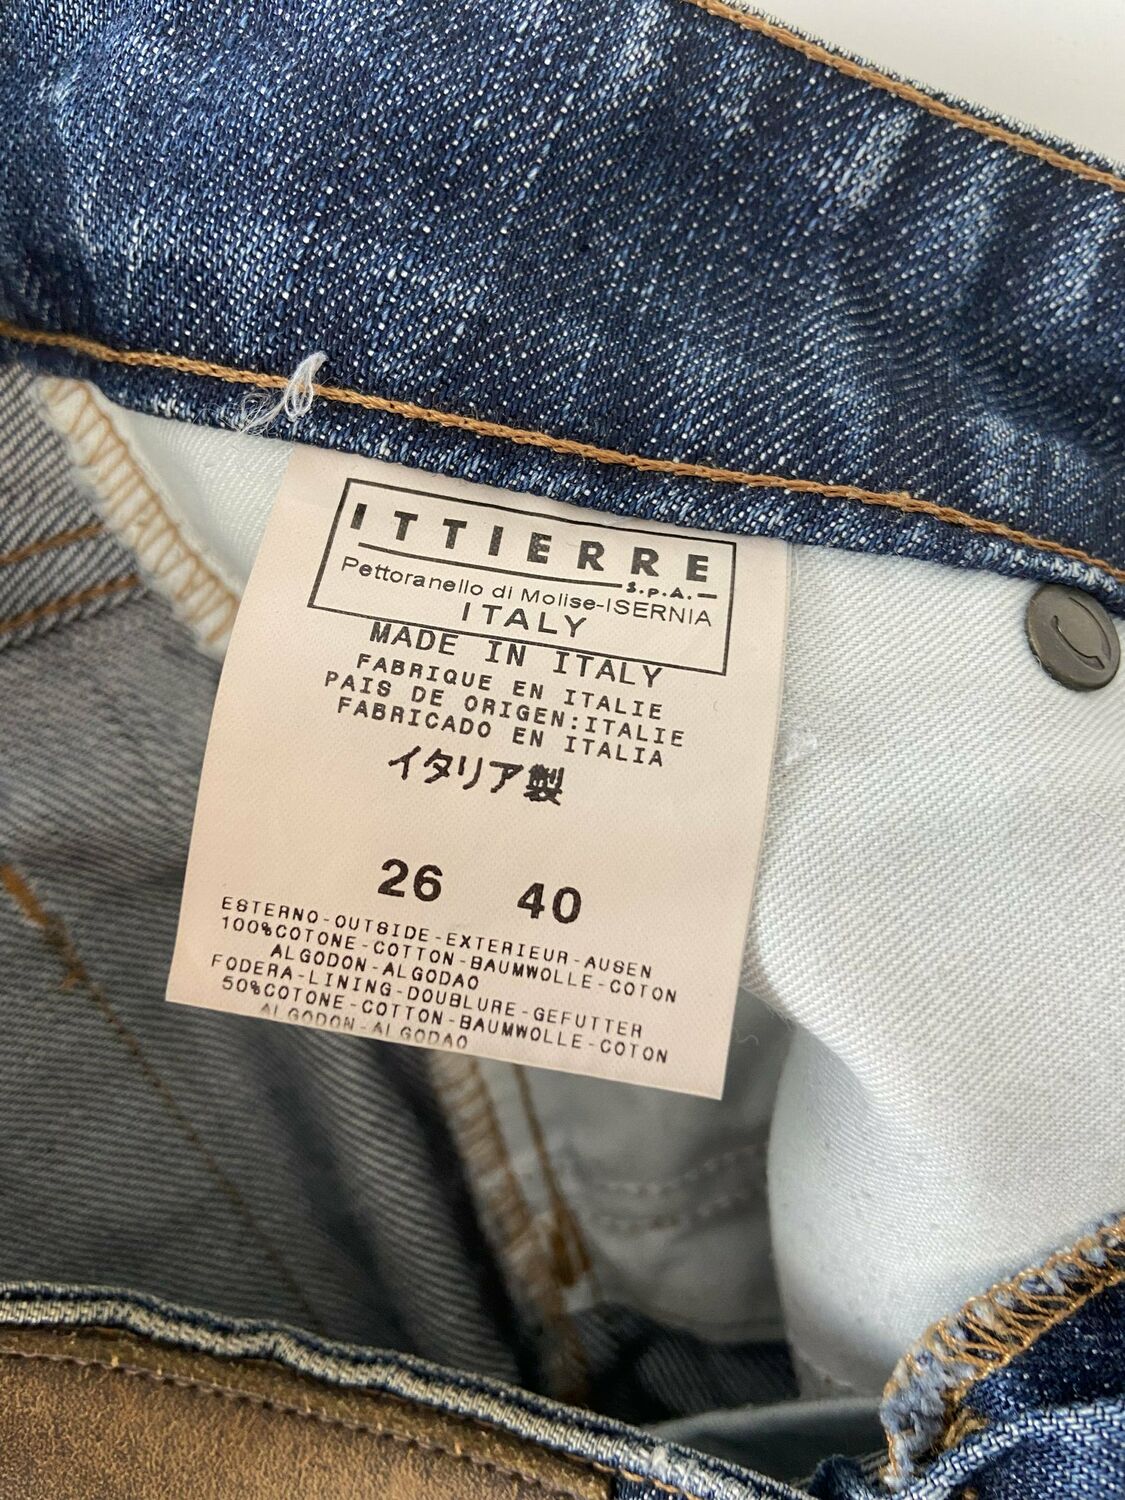 ITTIERRE
S.p.A.
Pettoranello di Molise-ISERNIA
ITALY
MADE IN ITALY
FABRIQUE EN ITALIE
PAIS DE ORIGEN:ITALIE
FABRICADO EN ITALIA
イタリア製
26 40
ESTERNO-OUTSIDE-EXTERIEUR-AUSEN
100%COTONE-COTTON-BAUMWOLLE-COTON
ALGODON-ALGODAO
FODERA-LINING-DOUBLURE-GEFUTTER
50%COTONE-COTTON-BAUMWOLLE-COTON
ALGODON-ALGODAO